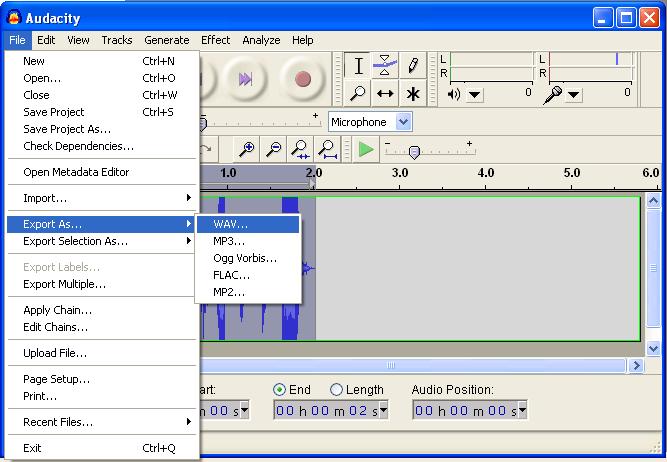 Audacity
File Edit View Tracks Generate Effect Analyze Help
New Ctrl+N
Open... Ctrl+O
Close Ctrl+W
Save Project Ctrl+S
Save Project As...
Check Dependencies...
Open Metadata Editor
Import...
Export As...
Export Selection As...
Export Labels...
Export Multiple...
Apply Chain...
Edit Chains...
Upload File...
Page Setup...
Print...
Recent Files...
Exit Ctrl+Q
WAV...
MP3...
Ogg Vorbis...
FLAC...
MP2...
L
R
0
L
R
0
- +
+
Microphone
1.0 2.0 3.0 4.0 5.0 6.0
art: End Length Audio Position:
m 00 s 00 h 00 m 02 s 00 h 00 m 00 s